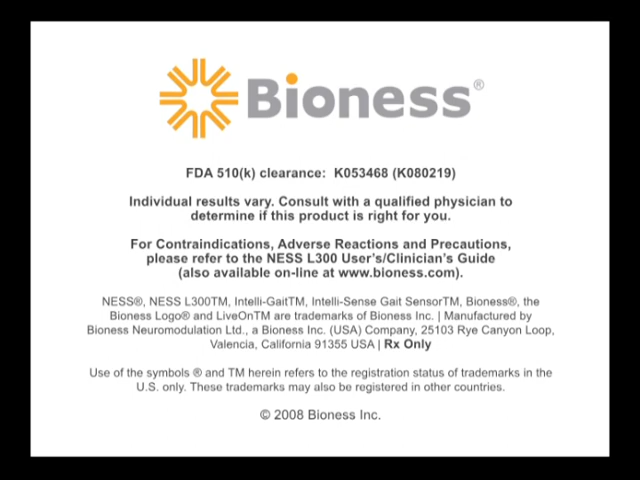 Bioness®
FDA 510(k) clearance: K053468 (K080219)
Individual results vary. Consult with a qualified physician to
determine if this product is right for you.
For Contraindications, Adverse Reactions and Precautions,
please refer to the NESS L300 User's/Clinician's Guide
(also available on-line at www.bioness.com).
NESS®, NESS L300TM, Intelli-GaitTM, Intelli-Sense Gait SensorTM, Bioness®, the
Bioness Logo® and LiveOnTM are trademarks of Bioness Inc. | Manufactured by
Bioness Neuromodulation Ltd., a Bioness Inc. (USA) Company, 25103 Rye Canyon Loop,
Valencia, California 91355 USA | Rx Only
Use of the symbols ® and TM herein refers to the registration status of trademarks in the
U.S. only. These trademarks may also be registered in other countries.
© 2008 Bioness Inc.